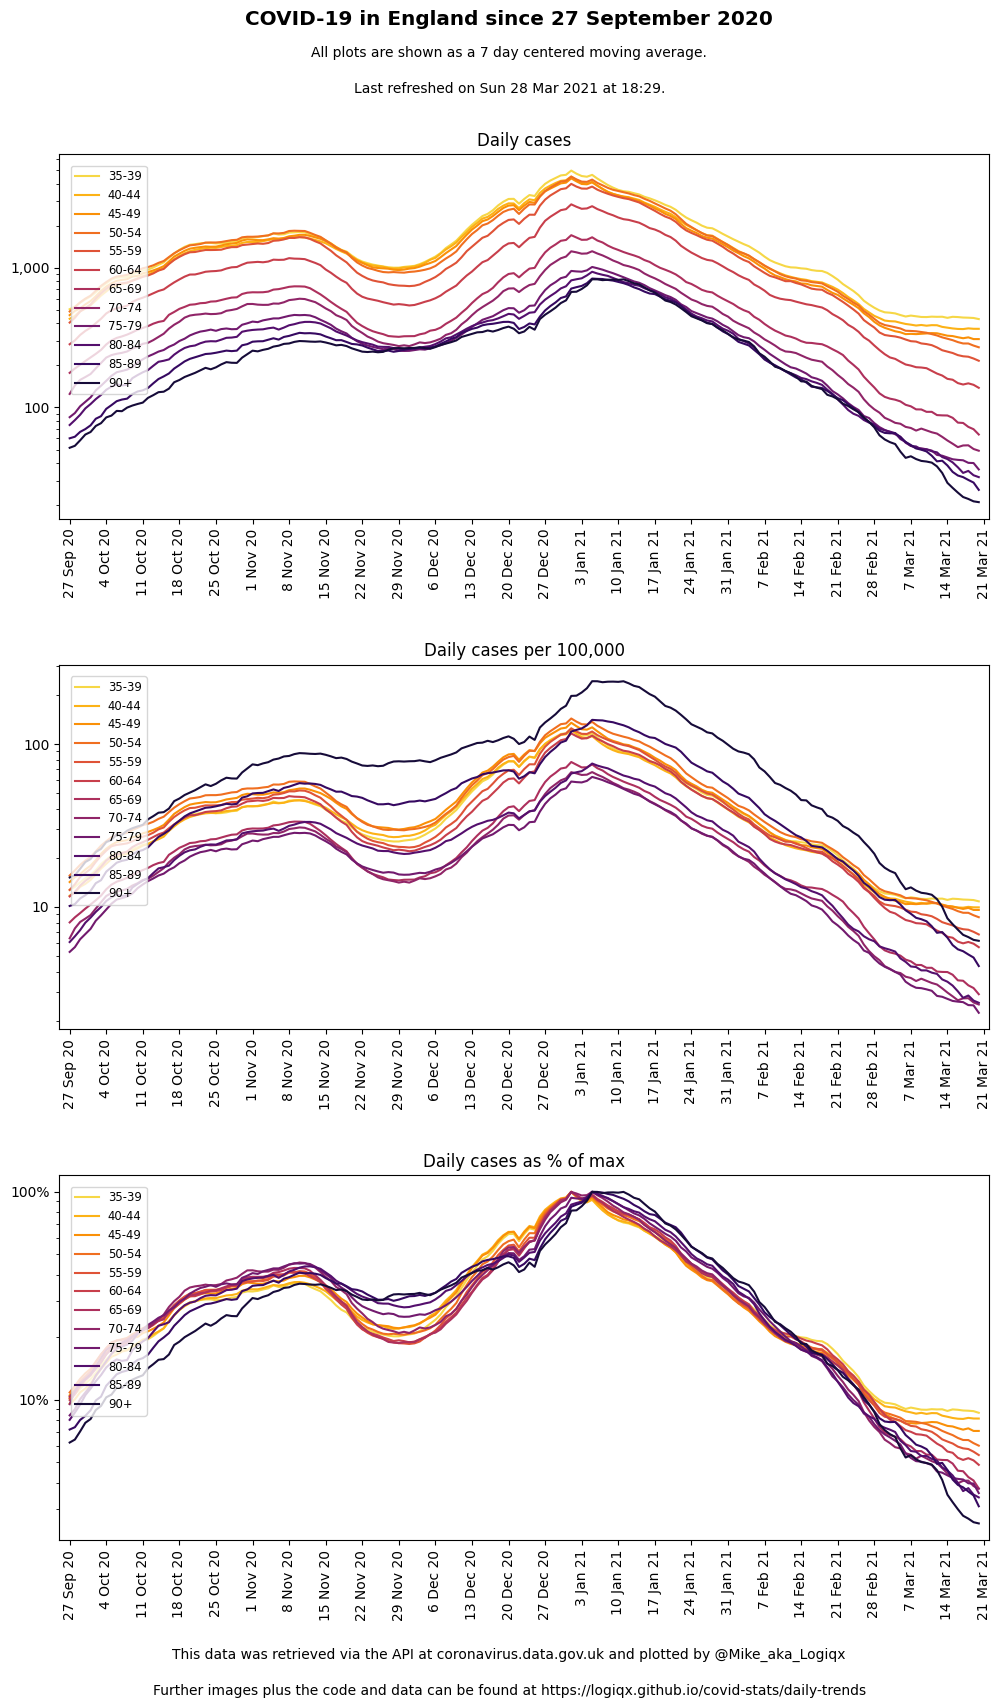 COVID-19 in England since 27 September 2020
All plots are shown as a 7 day centered moving average.
Last refreshed on Sun 28 Mar 2021 at 18:29.
Daily cases
35-39
40-44
45-49
50-54
55-59
60-64
65-69
70-74
75-79
80-84
85-89
90+
1,000
100
27 Sep 20
4 Oct 20
11 Oct 20
18 Oct 20
25 Oct 20
1 Nov 20
8 Nov 20
15 Nov 20
22 Nov 20
29 Nov 20
6 Dec 20
13 Dec 20
20 Dec 20
27 Dec 20
3 Jan 21
10 Jan 21
17 Jan 21
24 Jan 21
31 Jan 21
7 Feb 21
14 Feb 21
21 Feb 21
28 Feb 21
7 Mar 21
14 Mar 21
21 Mar 21
Daily cases per 100,000
35-39
40-44
45-49
50-54
55-59
60-64
65-69
70-74
75-79
80-84
85-89
90+
100
10
27 Sep 20
4 Oct 20
11 Oct 20
18 Oct 20
25 Oct 20
1 Nov 20
8 Nov 20
15 Nov 20
22 Nov 20
29 Nov 20
6 Dec 20
13 Dec 20
20 Dec 20
27 Dec 20
3 Jan 21
10 Jan 21
17 Jan 21
24 Jan 21
31 Jan 21
7 Feb 21
14 Feb 21
21 Feb 21
28 Feb 21
7 Mar 21
14 Mar 21
21 Mar 21
Daily cases as % of max
35-39
40-44
45-49
50-54
55-59
60-64
65-69
70-74
75-79
80-84
85-89
90+
100%
10%
27 Sep 20
4 Oct 20
11 Oct 20
18 Oct 20
25 Oct 20
1 Nov 20
8 Nov 20
15 Nov 20
22 Nov 20
29 Nov 20
6 Dec 20
13 Dec 20
20 Dec 20
27 Dec 20
3 Jan 21
10 Jan 21
17 Jan 21
24 Jan 21
31 Jan 21
7 Feb 21
14 Feb 21
21 Feb 21
28 Feb 21
7 Mar 21
14 Mar 21
21 Mar 21
This data was retrieved via the API at coronavirus.data.gov.uk and plotted by @Mike_aka_Logiqx
Further images plus the code and data can be found at https://logiqx.github.io/covid-stats/daily-trends